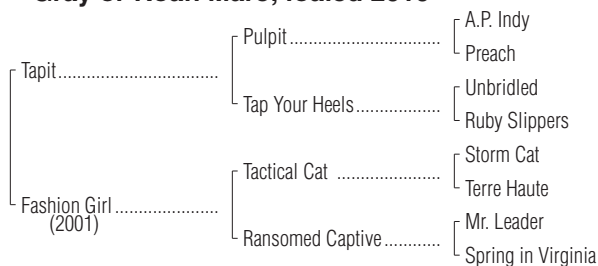 Gray or Roan Mare; foaled
A.P. Indy
Pulpit
Preach
Tapit
Unbridled
Tap Your Heels
Ruby Slippers
Storm Cat
Tactical Cat
Terre Haute
Fashion Girl
(2001)
Mr. Leader
Ransomed Captive
Spring in Virginia